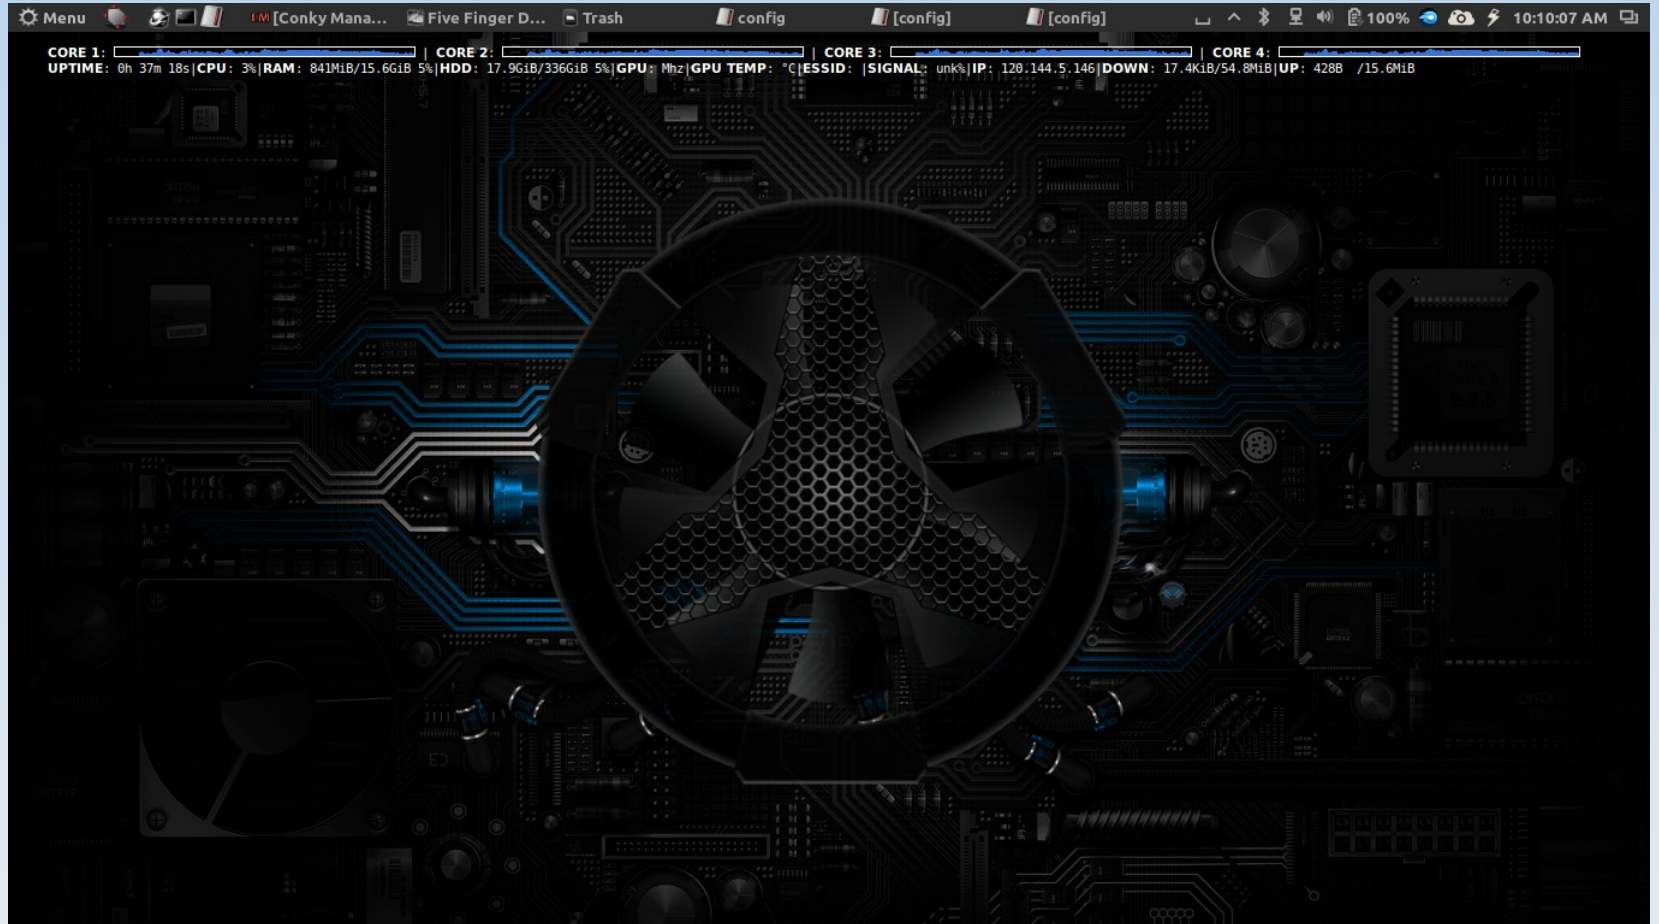 Menu [Conky Mana... Five Finger D... Trash config [config] [config] 100% 10:10:07 AM
CORE 1: | CORE 2: | CORE 3: | CORE 4:
UPTIME: 0h 37m 18s|CPU: 3%|RAM: 841MiB/15.6GiB 5%|HDD: 17.9GiB/336GiB 5%|GPU: Mhz|GPU TEMP: °C|ESSID: |SIGNAL: unk%|IP: 120.144.5.146|DOWN: 17.4KiB/54.8MiB|UP: 428B /15.6MiB